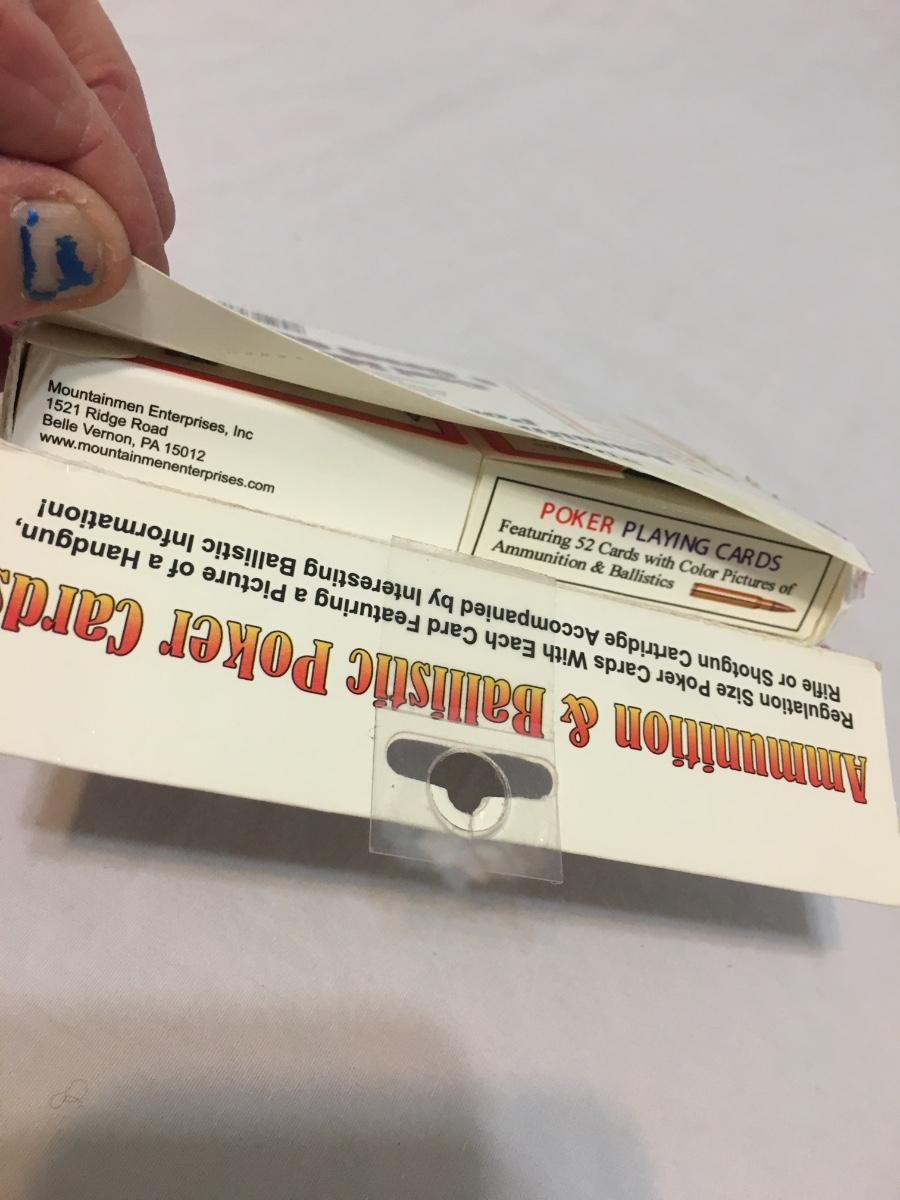 Mountainmen Enterprises, Inc
1521 Ridge Road
Belle Vernon, PA 15012
www.mountainmenenterprises.com
POKER PLAYING CARDS
Featuring 52 Cards with Color Pictures of
Ammunition & Ballistics
Ammunition & Ballistic Poker Cards
Regulation Size Poker Cards With Each Card Featuring a Picture of a Handgun,
Rifle or Shotgun Cartridge Accompanied by Interesting Ballistic Information!